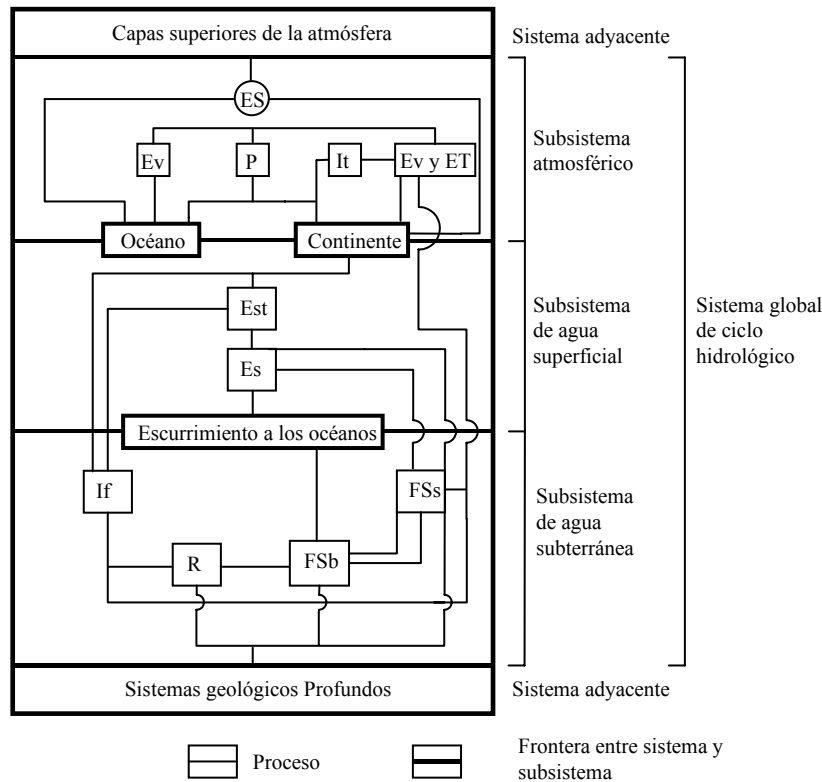 Capas superiores de la atmósfera
Sistema adyacente
ES
Ev
P
It
Ev y ET
Subsistema
atmosférico
Océano
Continente
Est
Es
Subsistema
de agua
superficial
Sistema global
de ciclo
hidrológico
Escurrimiento a los océanos
If
FSs
R
FSb
Subsistema
de agua
subterránea
Sistemas geológicos Profundos
Sistema adyacente
Proceso
Frontera entre sistema y
subsistema